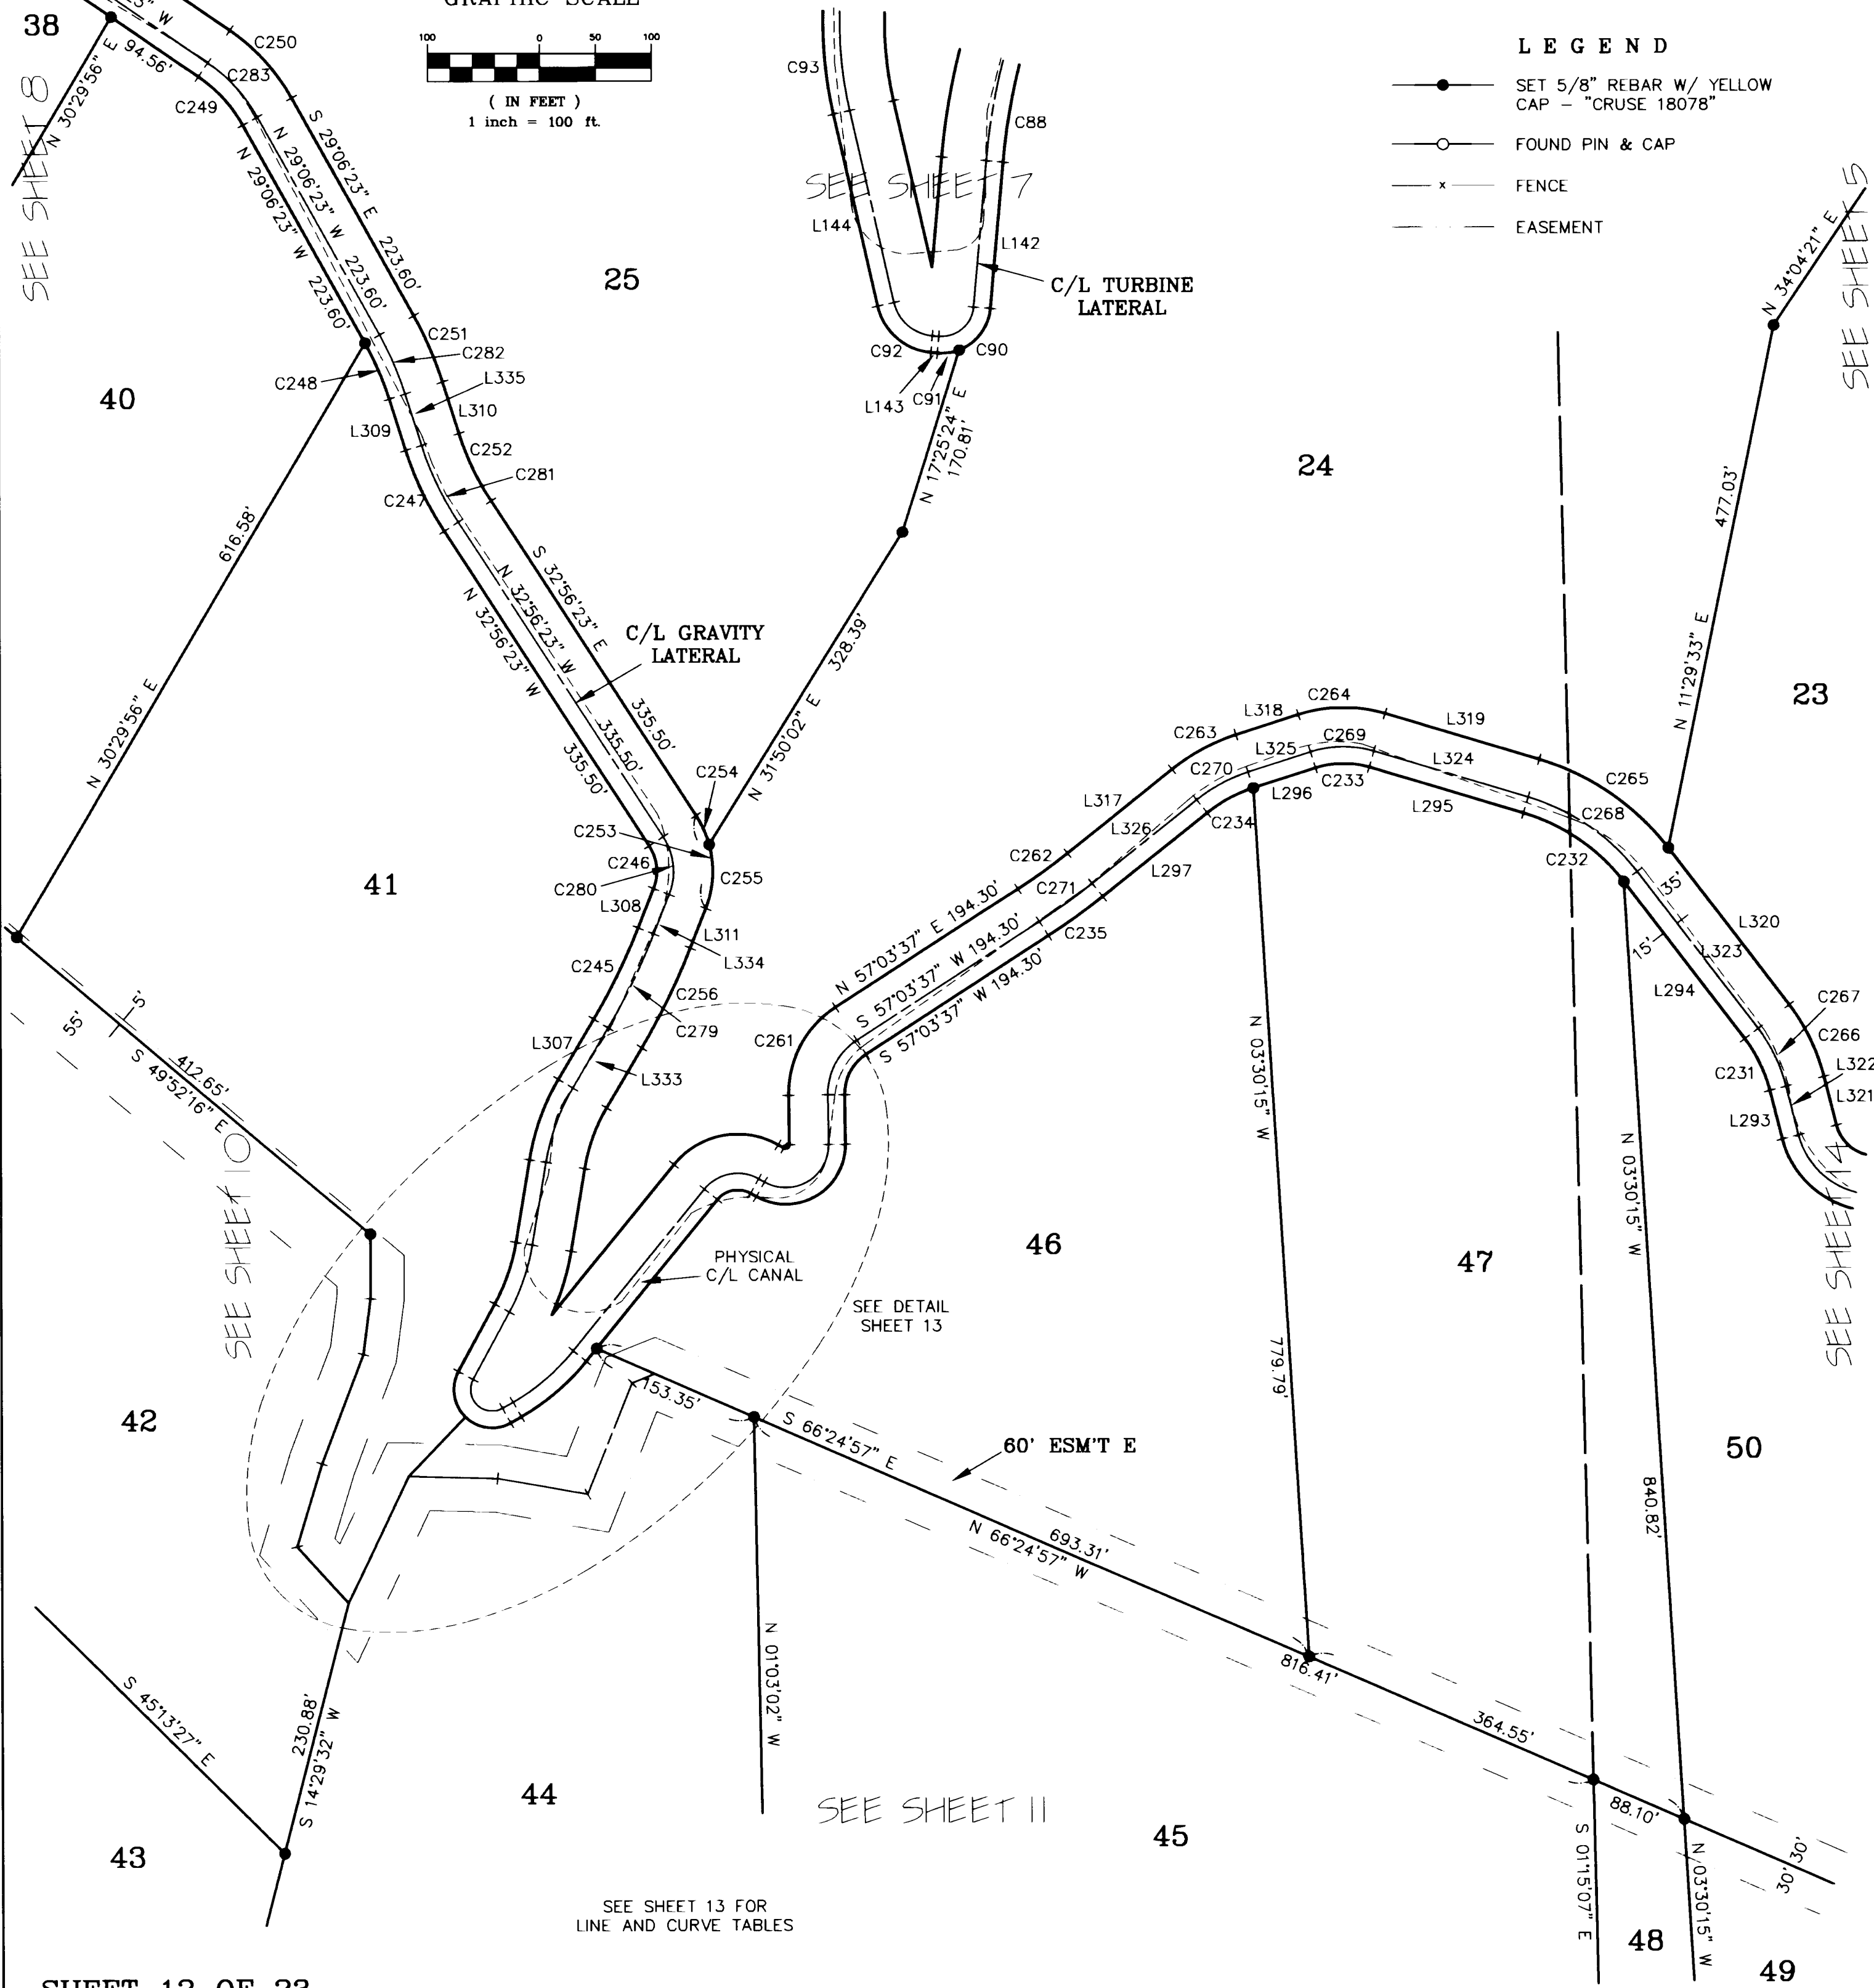 GRAPHIC SCALE
100 0 50 100
( IN FEET )
1 inch = 100 ft.
L E G E N D
SET 5/8" REBAR W/ YELLOW
CAP - "CRUSE 18078"
FOUND PIN & CAP
x
FENCE
EASEMENT
38
SEE SHEET 8
N 30°29'56" E
94.56'
C249
C283
C250
S 29°06'23" E
223.60'
N 29°06'23" W
223.60'
N 29°06'23" W
223.60'
25
C93
C88
SEE SHEET 7
L144
L142
C/L TURBINE
LATERAL
C92
C90
L143
C91
N 17°25'24" E
170.81'
SEE SHEET 5
N 34°04'21" E
477.03'
N 11°29'33" E
40
C251
C282
C248
L335
L310
L309
C252
C281
C247
616.58'
N 30°29'56" E
S 32°56'23" E
335.50'
N 32°56'23" W
335.50'
N 32°56'23" W
335.50'
C/L GRAVITY
LATERAL
328.39'
N 31°50'02" E
24
23
41
C254
C253
C246
C280
C255
L308
L311
L334
C245
C256
C279
L307
L333
C264
L318
C263
L319
C269
L325
C270
C233
L324
C265
L296
L295
C268
L317
L326
C234
C232
C262
C271
L297
C235
35'
15'
L320
L323
L294
C267
C266
L322
C231
L321
L293
N 57°03'37" E 194.30'
S 57°03'37" W 194.30'
S 57°03'37" W 194.30'
C261
N 03°30'15" W
779.79'
N 03°30'15" W
840.82'
55'
5'
412.65'
S 49°52'16" E
SEE SHEET 10
SEE SHEET 14
PHYSICAL
C/L CANAL
SEE DETAIL
SHEET 13
46
47
50
42
153.35'
S 66°24'57" E
60' ESM'T E
693.31'
N 66°24'57" W
N 01°03'02" W
816.41'
364.55'
88.10'
30' 30'
S 45°13'27" E
230.88'
S 14°29'32" W
43
44
SEE SHEET 11
45
S 01°15'07" E
N 03°30'15" W
48
49
SEE SHEET 13 FOR
LINE AND CURVE TABLES